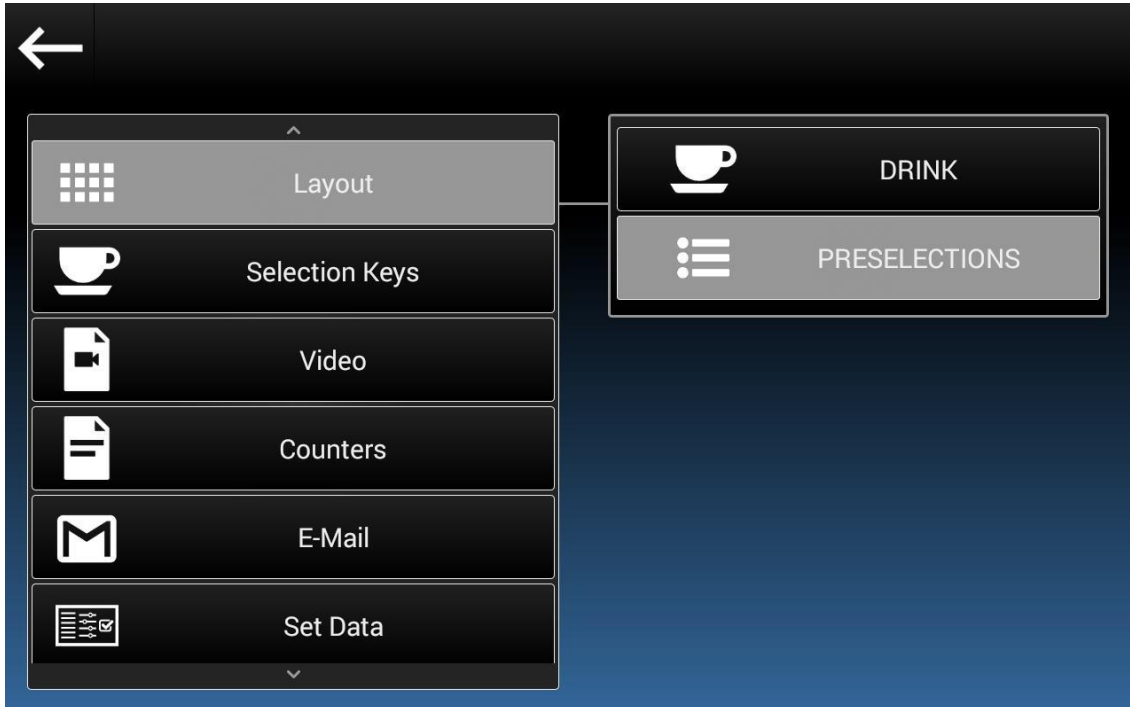 Layout
Selection Keys
Video
Counters
E-Mail
Set Data
DRINK
PRESELECTIONS